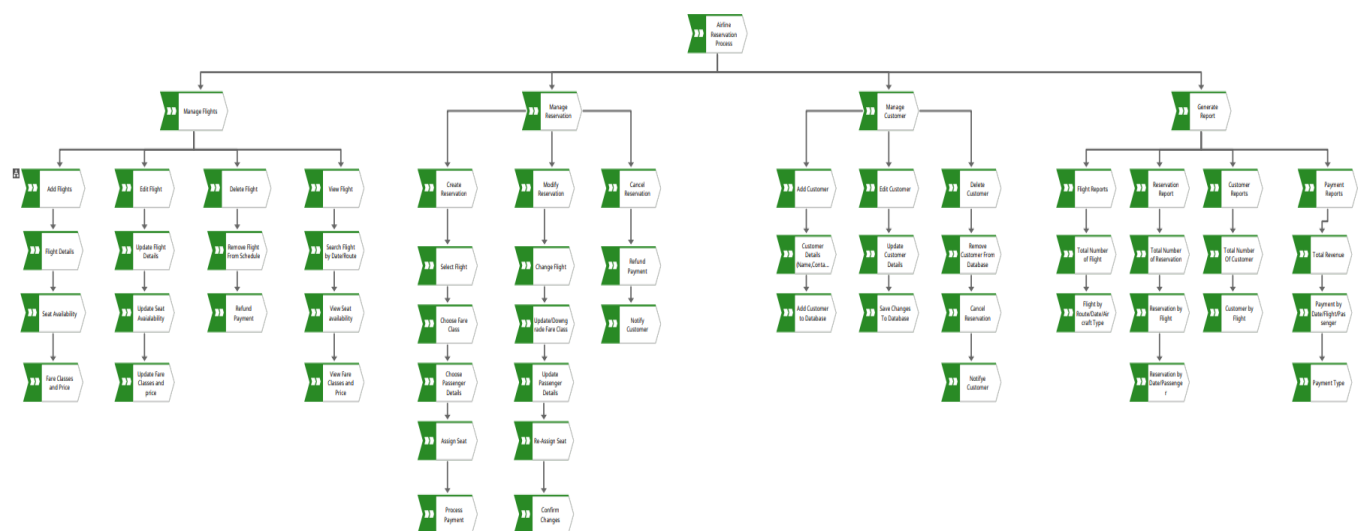 Airline
Reservation
Process
Manage Flights
Manage
Reservation
Manage
Customer
Generate
Report
Add Flights
Edit Flight
Delete Flight
View Flight
Create
Reservation
Modify
Reservation
Cancel
Reservation
Add Customer
Edit Customer
Delete
Customer
Flight Reports
Reservation
Report
Customer
Reports
Payment
Reports
Flight Details
Update Flight
Details
Remove Flight
From Schedule
Search Flight
by Date/Route
Select Flight
Change Flight
Refund
Payment
Customer
Details
(Name,Conta...
Update
Customer
Details
Remove
Customer From
Database
Total Number
of Flight
Total Number
of Reservation
Total Number
Of Customer
Total Revenue
Seat Availability
Update Seat
Avaialability
Refund
Payment
View Seat
availability
Choose Fare
Class
Update/Downg
rade Fare Class
Notify
Customer
Add Customer
to Database
Save Changes
To Database
Cancel
Reservation
Flight by
Route/Date/Air
craft Type
Reservation by
Flight
Customer by
Flight
Payment by
Date/Flight/Pas
senger
Fare Classes
and Price
Update Fare
Classes and
price
View Fare
Classes and
Price
Choose
Passenger
Details
Update
Passenger
Details
Notifye
Customer
Reservation by
Date/Passenge
r
Payment Type
Assign Seat
Re-Assign Seat
Process
Payment
Confirm
Changes